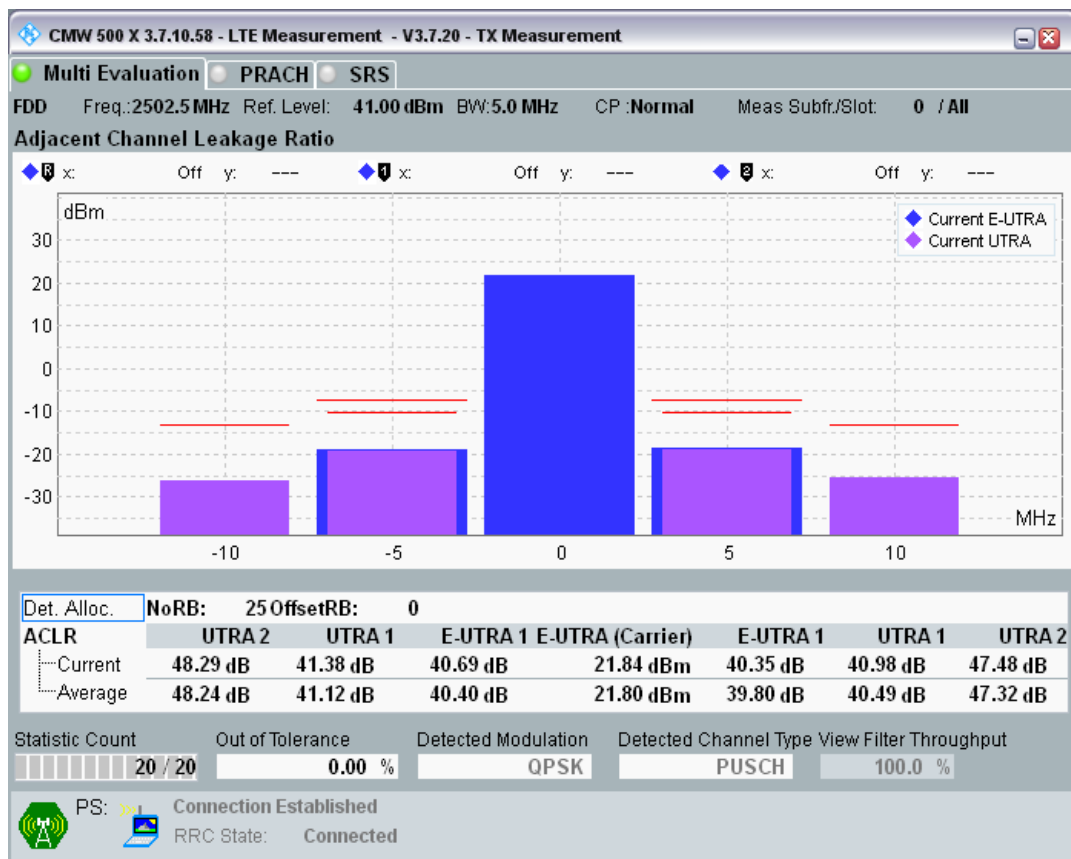 CMW 500 X 3.7.10.58 - LTE Measurement - V3.7.20 - TX Measurement
Multi Evaluation PRACH SRS
FDD Freg.:2502.5 MHz Ref. Level: 41.00 dBm BW:5.0 MHz CP :Normal Meas Subfr./Slot: 0 / All
Adjacent Channel Leakage Ratio
R x: Off y: --- 1 x: Off y: --- 2 x: Off y: ---
dBm
Current E-UTRA
Current UTRA
30
20
10
0
-10
-20
-30
MHz
-10 -5 0 5 10
Det. Alloc. NoRB: 25 OffsetRB: 0
ACLR UTRA 2 UTRA 1 E-UTRA 1 E-UTRA (Carrier) E-UTRA 1 UTRA 1 UTRA 2
Current 48.29 dB 41.38 dB 40.69 dB 21.84 dBm 40.35 dB 40.98 dB 47.48 dB
Average 48.24 dB 41.12 dB 40.40 dB 21.80 dBm 39.80 dB 40.49 dB 47.32 dB
Statistic Count Out of Tolerance Detected Modulation Detected Channel Type View Filter Throughput
20 / 20 0.00 % QPSK PUSCH 100.0 %
PS: Connection Established
RRC State: Connected